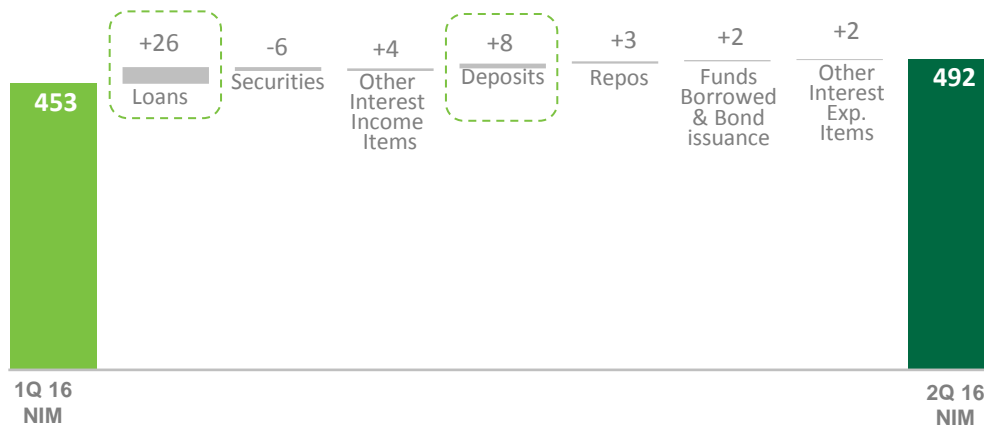 +26
-6
+4
+8
+3
+2
+2
453
Loans
Securities
Other
Interest
Income
Items
Deposits
Repos
Funds
Borrowed
& Bond
issuance
Other
Interest
Exp.
Items
492
1Q 16
NIM
2Q 16
NIM